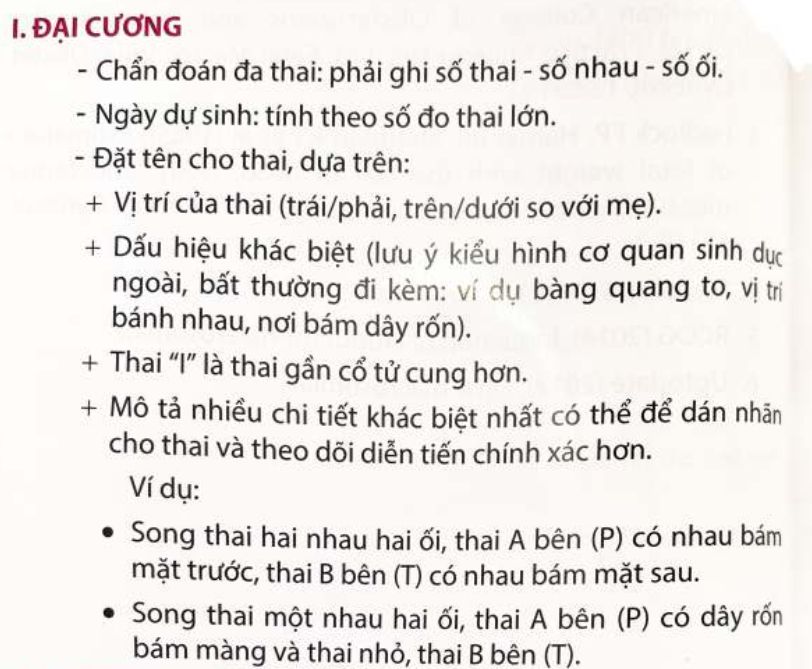 I. ĐẠI CƯƠNG
- Chẩn đoán đa thai: phải ghi số thai - số nhau - số ối.
- Ngày dự sinh: tính theo số đo thai lớn.
- Đặt tên cho thai, dựa trên:
+ Vị trí của thai (trái/phải, trên/dưới so với mẹ).
+ Dấu hiệu khác biệt (lưu ý kiểu hình cơ quan sinh dục
ngoài, bất thường đi kèm: ví dụ bàng quang to, vị trí
bánh nhau, nơi bám dây rốn).
+ Thai “I” là thai gần cổ tử cung hơn.
+ Mô tả nhiều chi tiết khác biệt nhất có thể để dán nhãn
cho thai và theo dõi diễn tiến chính xác hơn.
Ví dụ:
• Song thai hai nhau hai ối, thai A bên (P) có nhau bám
mặt trước, thai B bên (T) có nhau bám mặt sau.
• Song thai một nhau hai ối, thai A bên (P) có dây rốn
bám màng và thai nhỏ, thai B bên (T).